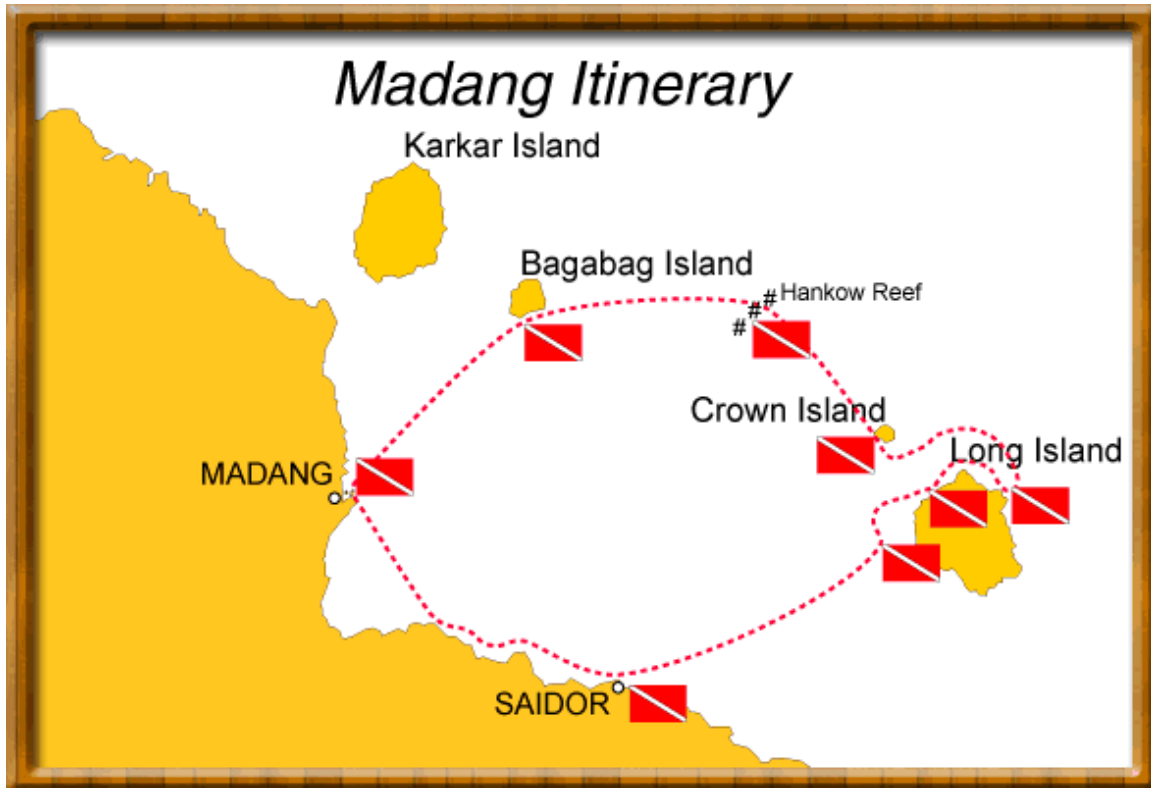 Madang Itinerary
Karkar Island
Bagabag Island
# # # Hankow Reef
Crown Island
Long Island
MADANG
SAIDOR